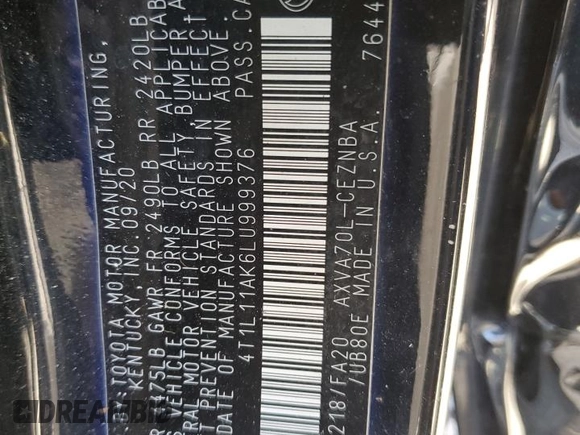 TOYOTA MOTOR MANUFACTURING,
KENTUCKY, INC. 09/20
75LB GAWR FR 2490LB RR 2420LB
VEHICLE CONFORMS TO ALL APPLICAB
MOTOR VEHICLE SAFETY, BUMPER A
PREVENTION STANDARDS IN EFFECT
DATE OF MANUFACTURE SHOWN ABOVE.
4T1L11AK6LU999376 PASS.CA
218/FA20 AXVA70L-CEZNBA
/UB80E MADE IN U.S.A. 7644
DREAMBID